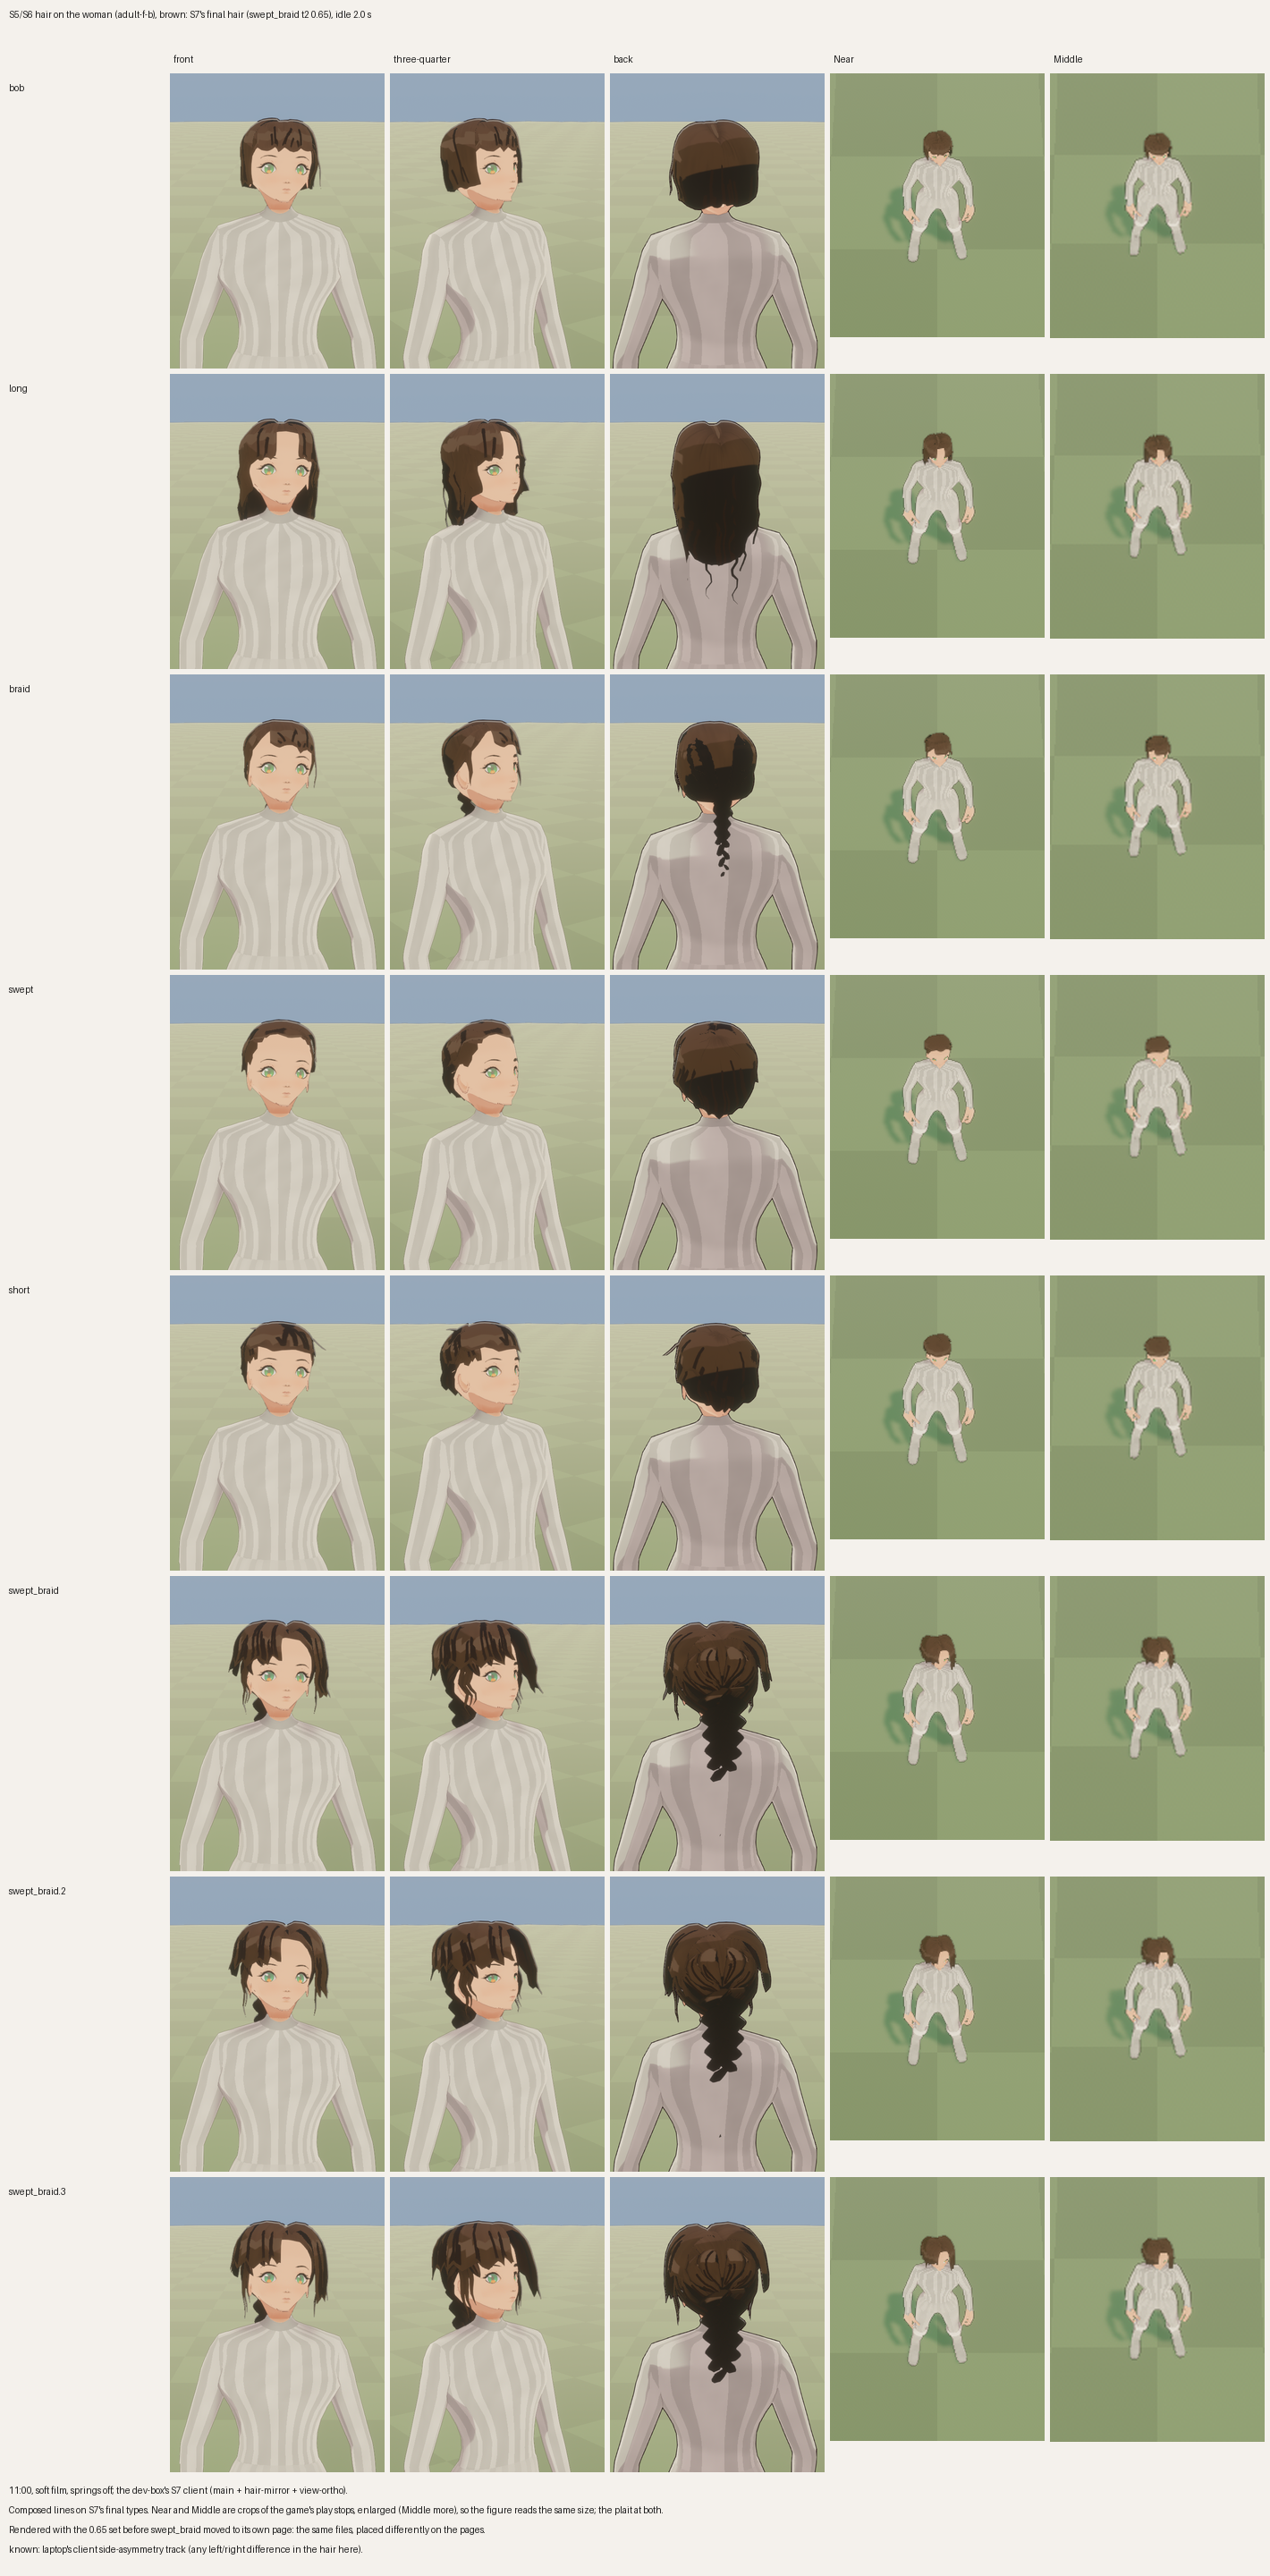 S5/S6 hair on the woman (adult-f-b), brown: S7's final hair (swept_braid t2 0.65), idle 2.0 s
front three-quarter back Near Middle
bob
long
braid
swept
short
swept_braid
swept_braid.2
swept_braid.3
11:00, soft film, springs off; the dev-box's S7 client (main + hair-mirror + view-ortho).
Composed lines on S7's final types. Near and Middle are crops of the game's play stops, enlarged (Middle more), so the figure reads the same size; the plait at both.
Rendered with the 0.65 set before swept_braid moved to its own page: the same files, placed differently on the pages.
known: laptop's client side-asymmetry track (any left/right difference in the hair here).